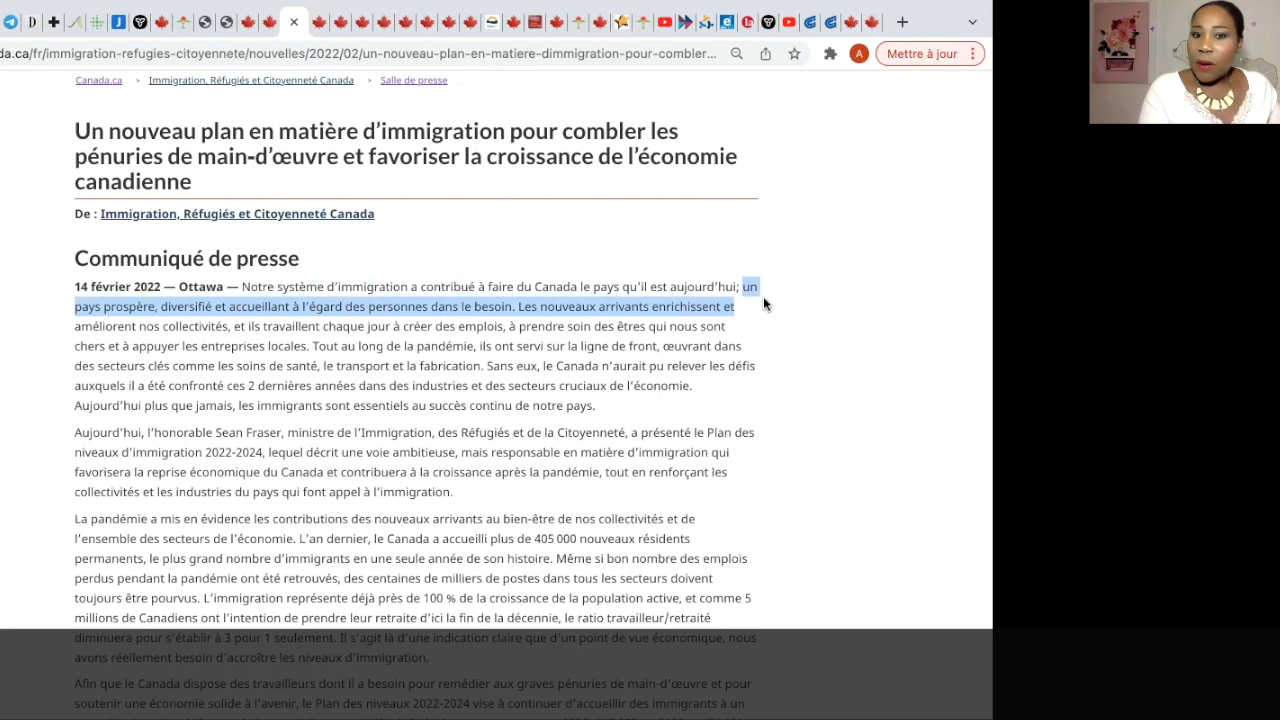 da.ca/fr/immigration-refugies-citoyennete/nouvelles/2022/02/un-nouveau-plan-en-matiere-dimmigration-pour-combler...
A
Mettre à jour
Canada.ca > Immigration, Réfugiés et Citoyenneté Canada > Salle de presse
Un nouveau plan en matière d’immigration pour combler les
pénuries de main-d’œuvre et favoriser la croissance de l’économie
canadienne
De : Immigration, Réfugiés et Citoyenneté Canada
Communiqué de presse
14 février 2022 — Ottawa — Notre système d’immigration a contribué à faire du Canada le pays qu’il est aujourd’hui; un
pays prospère, diversifié et accueillant à l’égard des personnes dans le besoin. Les nouveaux arrivants enrichissent et
améliorent nos collectivités, et ils travaillent chaque jour à créer des emplois, à prendre soin des êtres qui nous sont
chers et à appuyer les entreprises locales. Tout au long de la pandémie, ils ont servi sur la ligne de front, œuvrant dans
des secteurs clés comme les soins de santé, le transport et la fabrication. Sans eux, le Canada n’aurait pu relever les défis
auxquels il a été confronté ces 2 dernières années dans des industries et des secteurs cruciaux de l’économie.
Aujourd’hui plus que jamais, les immigrants sont essentiels au succès continu de notre pays.
Aujourd’hui, l’honorable Sean Fraser, ministre de l’Immigration, des Réfugiés et de la Citoyenneté, a présenté le Plan des
niveaux d’immigration 2022-2024, lequel décrit une voie ambitieuse, mais responsable en matière d’immigration qui
favorisera la reprise économique du Canada et contribuera à la croissance après la pandémie, tout en renforçant les
collectivités et les industries du pays qui font appel à l’immigration.
La pandémie a mis en évidence les contributions des nouveaux arrivants au bien-être de nos collectivités et de
l’ensemble des secteurs de l’économie. L’an dernier, le Canada a accueilli plus de 405 000 nouveaux résidents
permanents, le plus grand nombre d’immigrants en une seule année de son histoire. Même si bon nombre des emplois
perdus pendant la pandémie ont été retrouvés, des centaines de milliers de postes dans tous les secteurs doivent
toujours être pourvus. L’immigration représente déjà près de 100 % de la croissance de la population active, et comme 5
millions de Canadiens ont l’intention de prendre leur retraite d’ici la fin de la décennie, le ratio travailleur/retraité
diminuera pour s’établir à 3 pour 1 seulement. Il s’agit là d’une indication claire que d’un point de vue économique, nous
avons réellement besoin d’accroître les niveaux d’immigration.
Afin que le Canada dispose des travailleurs dont il a besoin pour remédier aux graves pénuries de main-d’œuvre et pour
soutenir une économie solide à l’avenir, le Plan des niveaux 2022-2024 vise à continuer d’accueillir des immigrants à un